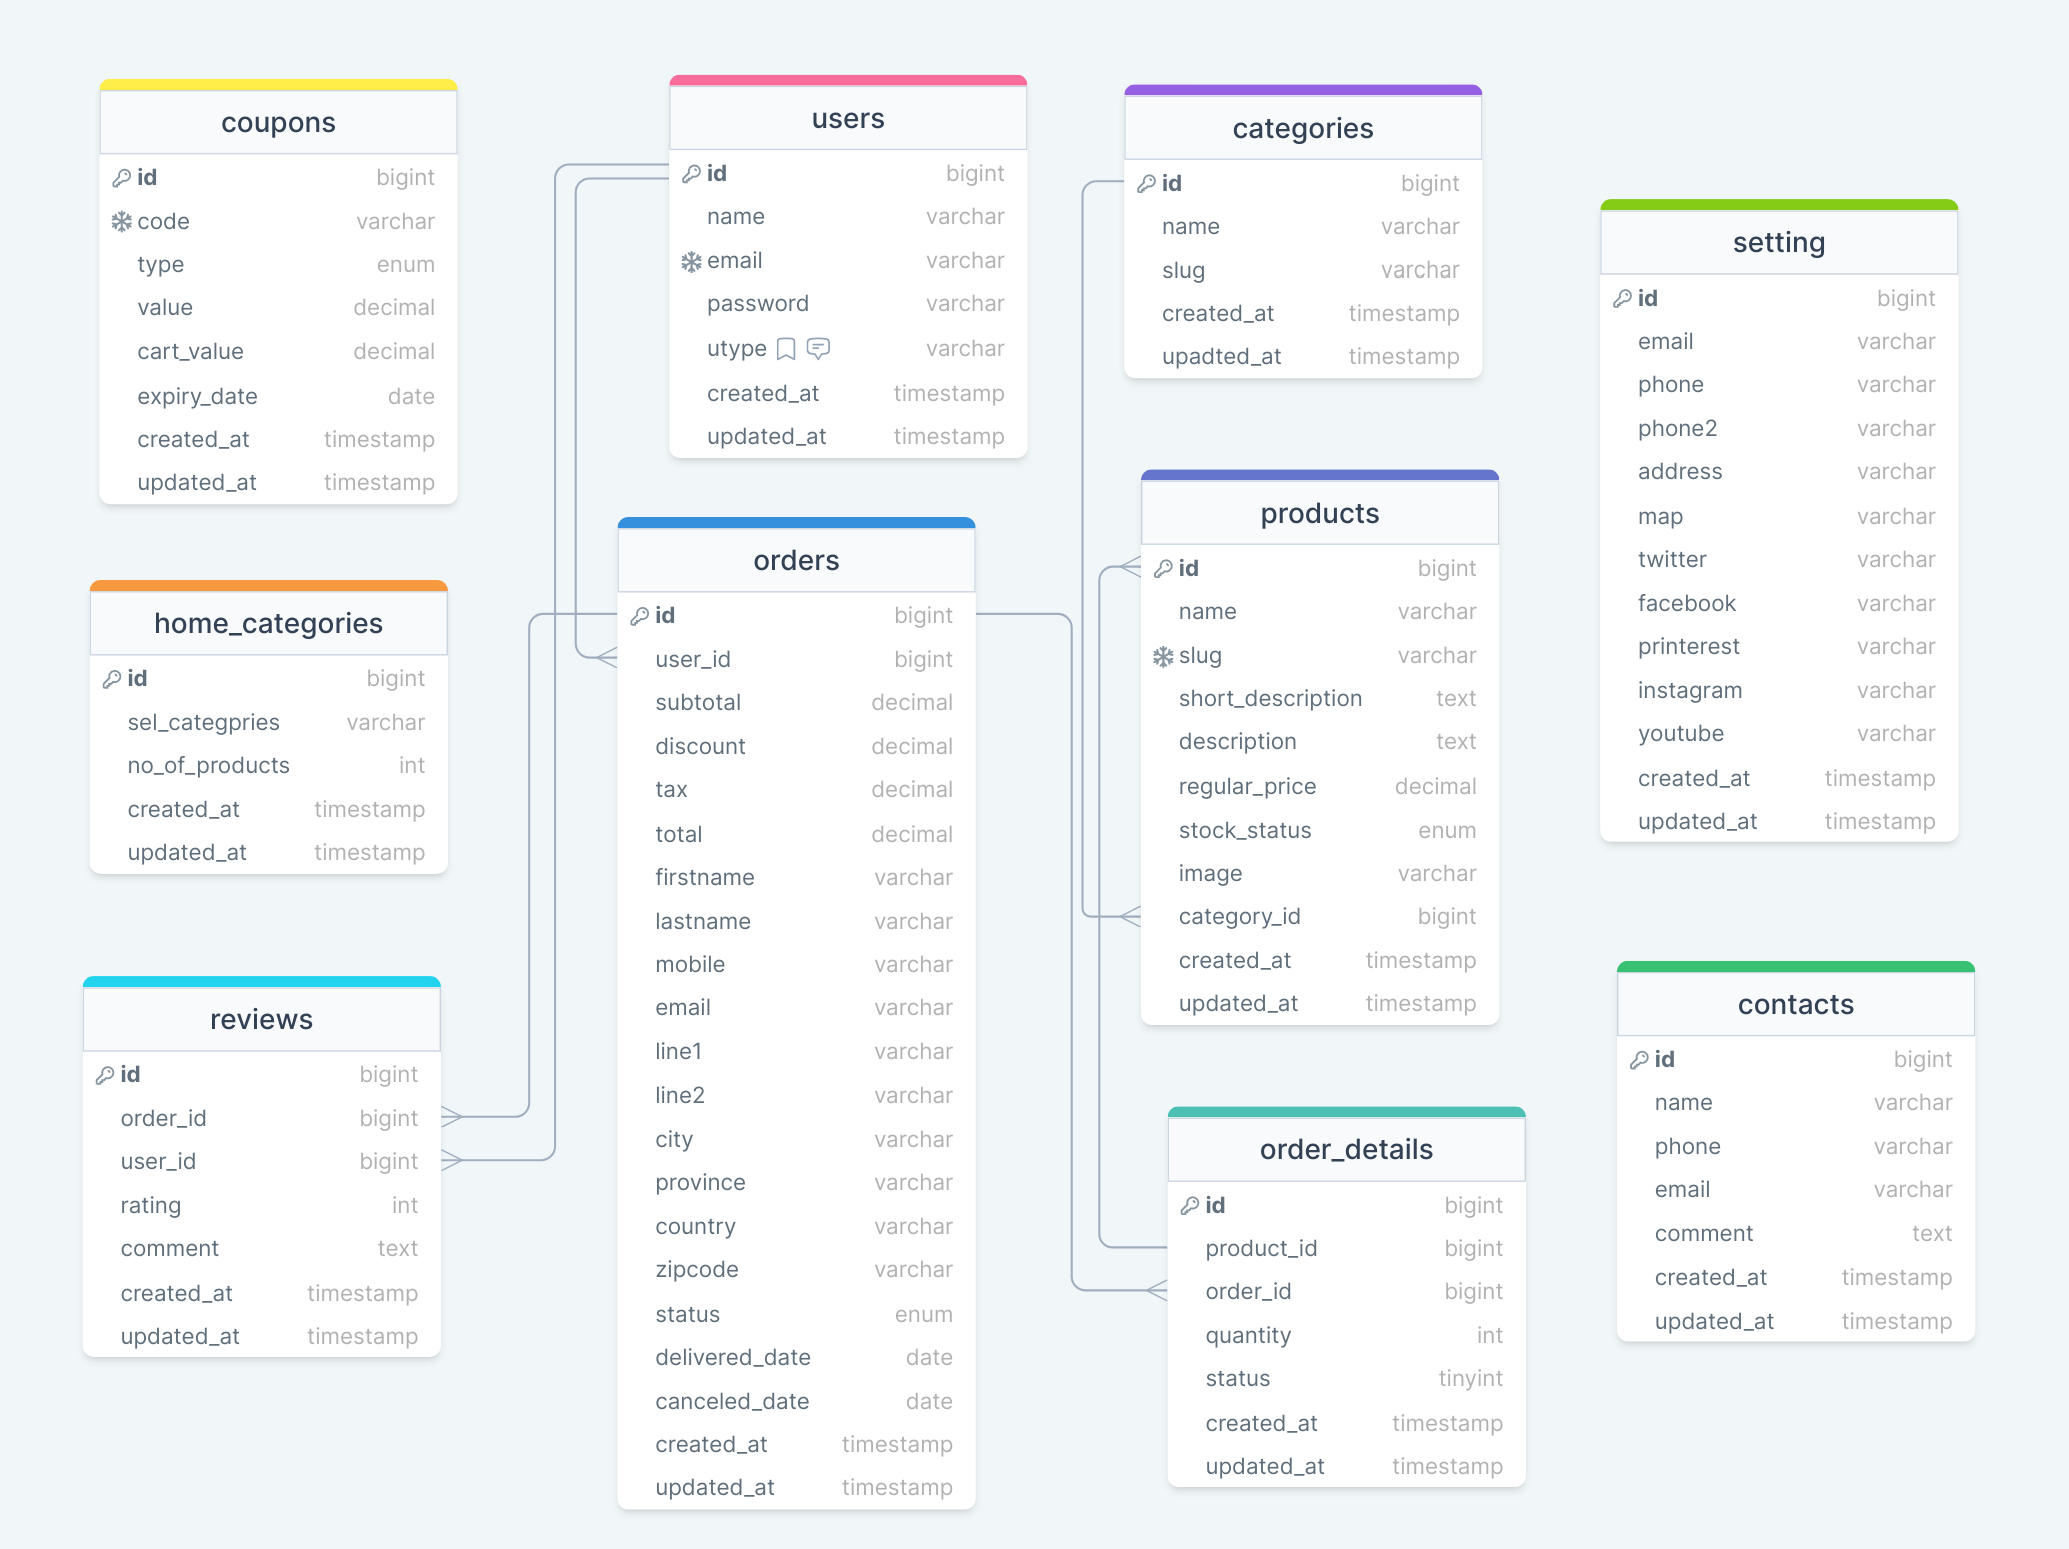 coupons
id bigint
code varchar
type enum
value decimal
cart_value decimal
expiry_date date
created_at timestamp
updated_at timestamp
users
id bigint
name varchar
email varchar
password varchar
utype varchar
created_at timestamp
updated_at timestamp
categories
id bigint
name varchar
slug varchar
created_at timestamp
upadted_at timestamp
setting
id bigint
email varchar
phone varchar
phone2 varchar
address varchar
map varchar
twitter varchar
facebook varchar
printerest varchar
instagram varchar
youtube varchar
created_at timestamp
updated_at timestamp
home_categories
id bigint
sel_categpries varchar
no_of_products int
created_at timestamp
updated_at timestamp
orders
id bigint
user_id bigint
subtotal decimal
discount decimal
tax decimal
total decimal
firstname varchar
lastname varchar
mobile varchar
email varchar
line1 varchar
line2 varchar
city varchar
province varchar
country varchar
zipcode varchar
status enum
delivered_date date
canceled_date date
created_at timestamp
updated_at timestamp
products
id bigint
name varchar
slug varchar
short_description text
description text
regular_price decimal
stock_status enum
image varchar
category_id bigint
created_at timestamp
updated_at timestamp
reviews
id bigint
order_id bigint
user_id bigint
rating int
comment text
created_at timestamp
updated_at timestamp
order_details
id bigint
product_id bigint
order_id bigint
quantity int
status tinyint
created_at timestamp
updated_at timestamp
contacts
id bigint
name varchar
phone varchar
email varchar
comment text
created_at timestamp
updated_at timestamp